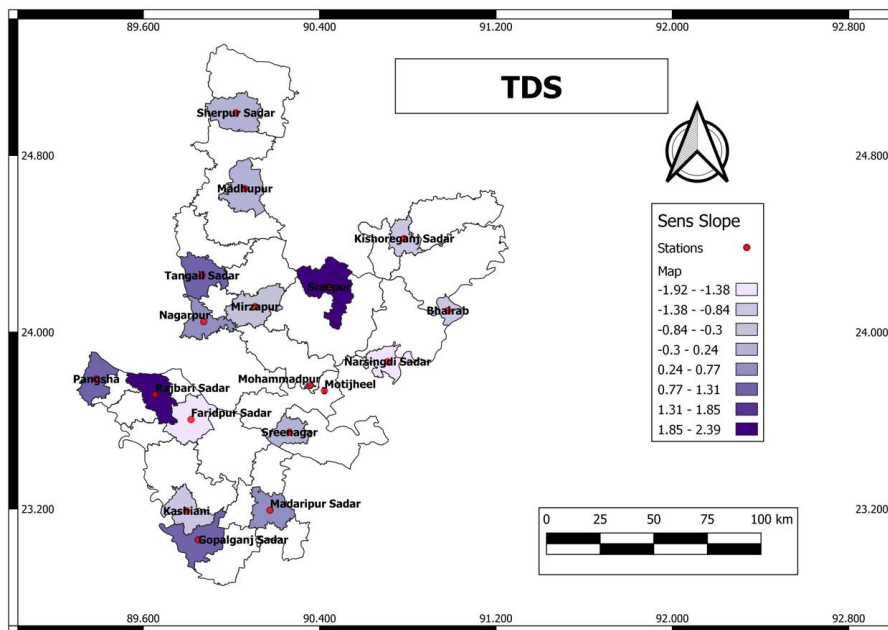 89.600 90.400 91.200 92.000 92.800
TDS
Sherpur Sadar
24.800 24.800
Madhupur
Sens Slope
Kishoreganj Sadar
Stations
Tangail Sadar
Map
Sreepur
-1.92 - -1.38
Mirzapur
Bhairab
-1.38 - -0.84
Nagarpur
-0.84 - -0.3
24.000 24.000
-0.3 - 0.24
Narsingdi Sadar
0.24 - 0.77
Pangsha
Mohammadpur
0.77 - 1.31
Rajbari Sadar
Motijheel
1.31 - 1.85
Faridpur Sadar
1.85 - 2.39
Sreenagar
23.200 23.200
Kashiani
Madaripur Sadar
0 25 50 75 100 km
Gopalganj Sadar
89.600 90.400 91.200 92.000 92.800